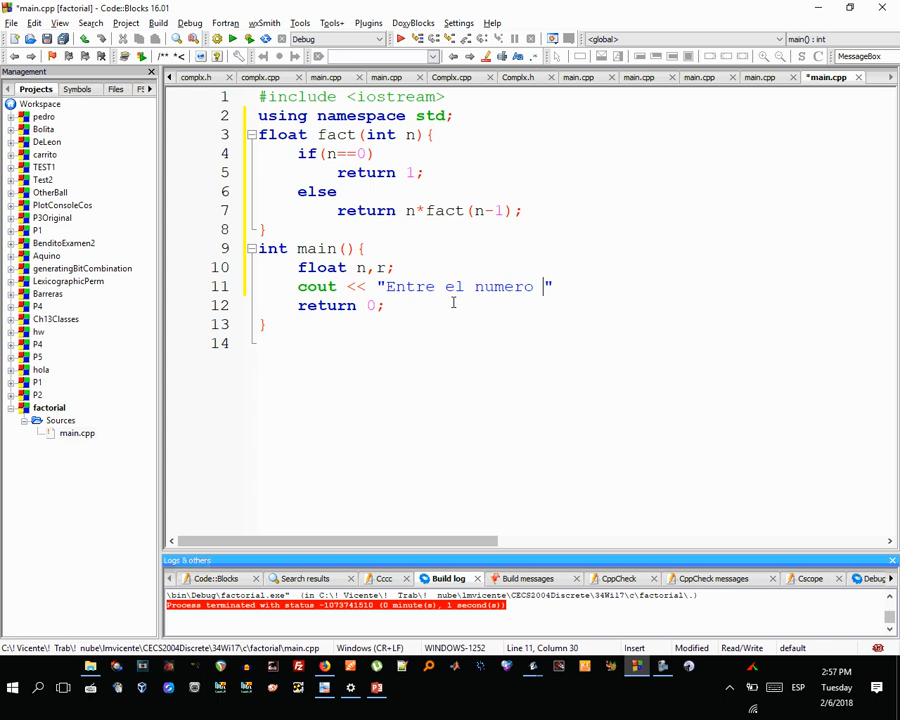 *main.cpp [factorial] - Code::Blocks 16.01
File Edit View Search Project Build Debug Fortran wxSmith Tools Tools+ Plugins DoxyBlocks Settings Help
Debug <global> main() : int
/** *< MessageBox
Management
complx.h complx.cpp main.cpp main.cpp Complx.cpp Complx.h main.cpp main.cpp main.cpp main.cpp *main.cpp
Projects Symbols Files FS
Workspace
pedro
Bolita
DeLeon
carrito
TEST1
Test2
OtherBall
PlotConsoleCos
P3Original
P1
BenditoExamen2
Aquino
generatingBitCombination
LexicographicPerm
Barreras
P4
Ch13Classes
hw
P4
P5
hola
P1
P2
factorial
Sources
main.cpp
1 #include <iostream>
2 using namespace std;
3 float fact(int n){
4 if(n==0)
5 return 1;
6 else
7 return n*fact(n-1);
8 }
9 int main(){
10 float n,r;
11 cout << "Entre el numero "
12 return 0;
13 }
14
Logs & others
Code::Blocks Search results Cccc Build log Build messages CppCheck CppCheck messages Cscope Debug
\bin\Debug\factorial.exe" (in C:\! Vicente\! Trab\! nube\lmvicente\CECS2004Discrete\34Wi17\c\factorial\.)
Process terminated with status -1073741510 (0 minute(s), 1 second(s))
C:\! Vicente\! Trab\! nube\lmvicente\CECS2004Discrete\34Wi17\c\factorial\main.cpp Windows (CR+LF) WINDOWS-1252 Line 11, Column 30 Insert Modified Read/Write default
2:57 PM
ESP Tuesday
2/6/2018